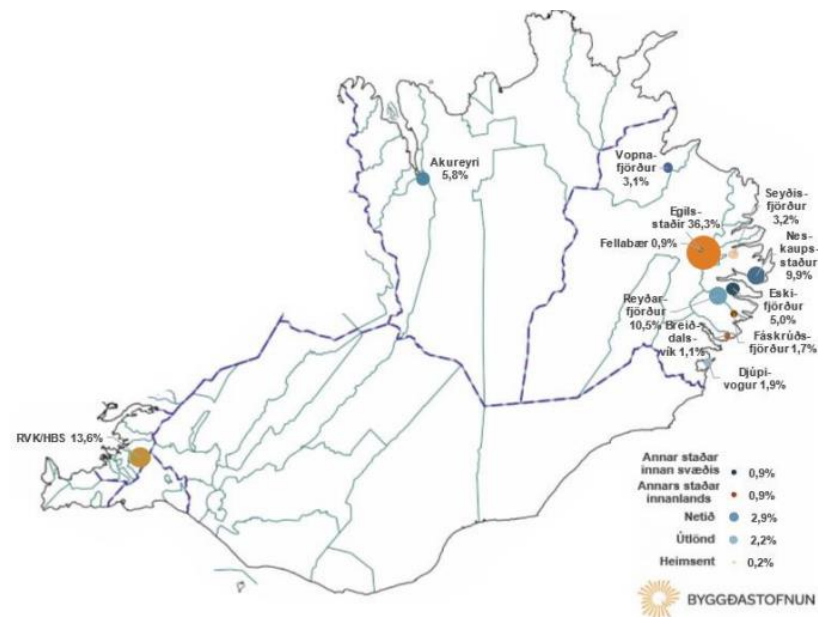 Akureyri
5,8%
Vopna-
fjörður
3,1%
Seyðis-
fjörður
3,2%
Egils-
staðir 36,3%
Nes-
kaups-
staður
9,9%
Fellabær 0,9%
Eski-
fjörður
5,0%
Reyðar-
fjörður
10,5%
Breið-
dals-
vík 1,1%
Fáskrúðs-
fjörður 1,7%
Djúpi-
vogur 1,9%
RVK/HBS 13,6%
Annar staðar
innan svæðis 0,9%
Annars staðar
innanlands 0,9%
Netið 2,9%
Útlönd 2,2%
Heimsent 0,2%
BYGGÐASTOFNUN